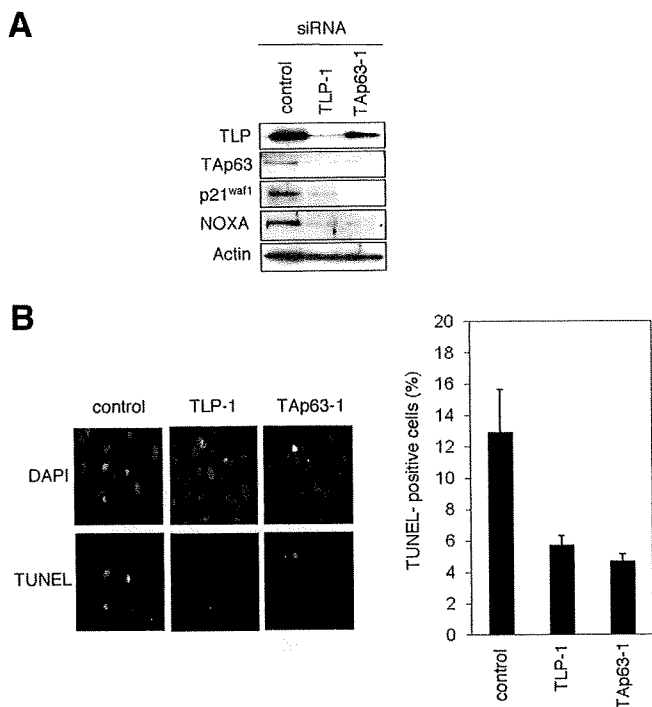 A
siRNA
control
TLP-1
TAp63-1
TLP
TAp63
p21waf1
NOXA
Actin
B
control TLP-1 TAp63-1
DAPI
TUNEL
TUNEL- positive cells (%)
20
18
16
14
12
10
8
6
4
2
0
control
TLP-1
TAp63-1